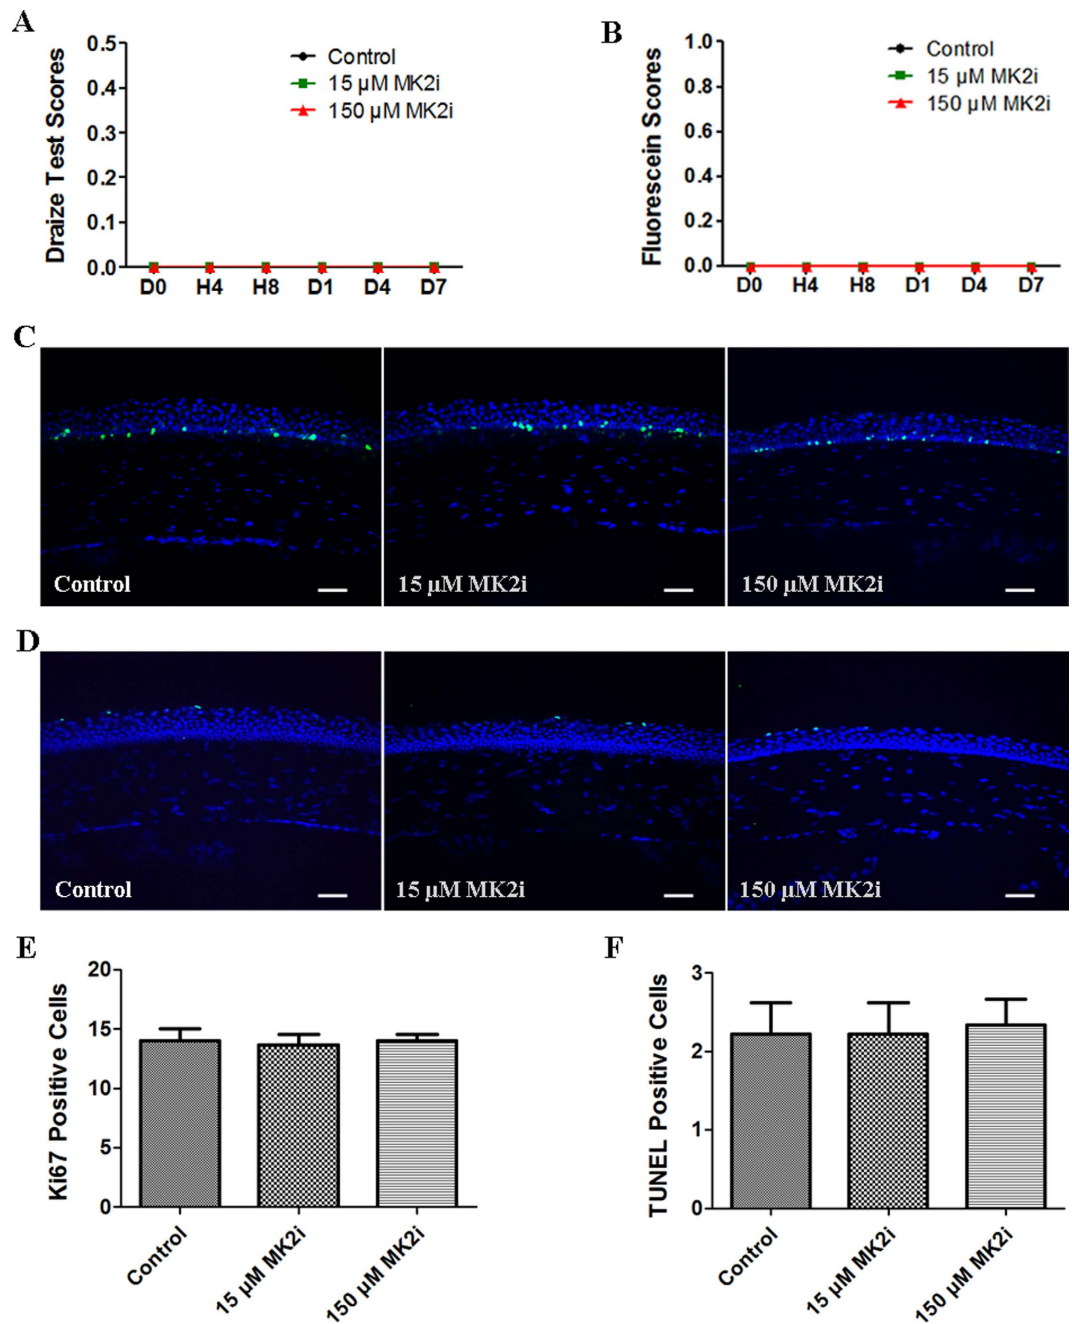 A
Draize Test Scores
0.5
0.4
0.3
0.2
0.1
0.0
D0 H4 H8 D1 D4 D7
Control
15 µM MK2i
150 µM MK2i
B
Fluorescein Scores
1.0
0.8
0.6
0.4
0.2
0.0
D0 H4 H8 D1 D4 D7
Control
15 µM MK2i
150 µM MK2i
C
Control
15 µM MK2i
150 µM MK2i
D
Control
15 µM MK2i
150 µM MK2i
E
Ki67 Positive Cells
20
15
10
5
0
Control
15 µM MK2i
150 µM MK2i
F
TUNEL Positive Cells
3
2
1
0
Control
15 µM MK2i
150 µM MK2i